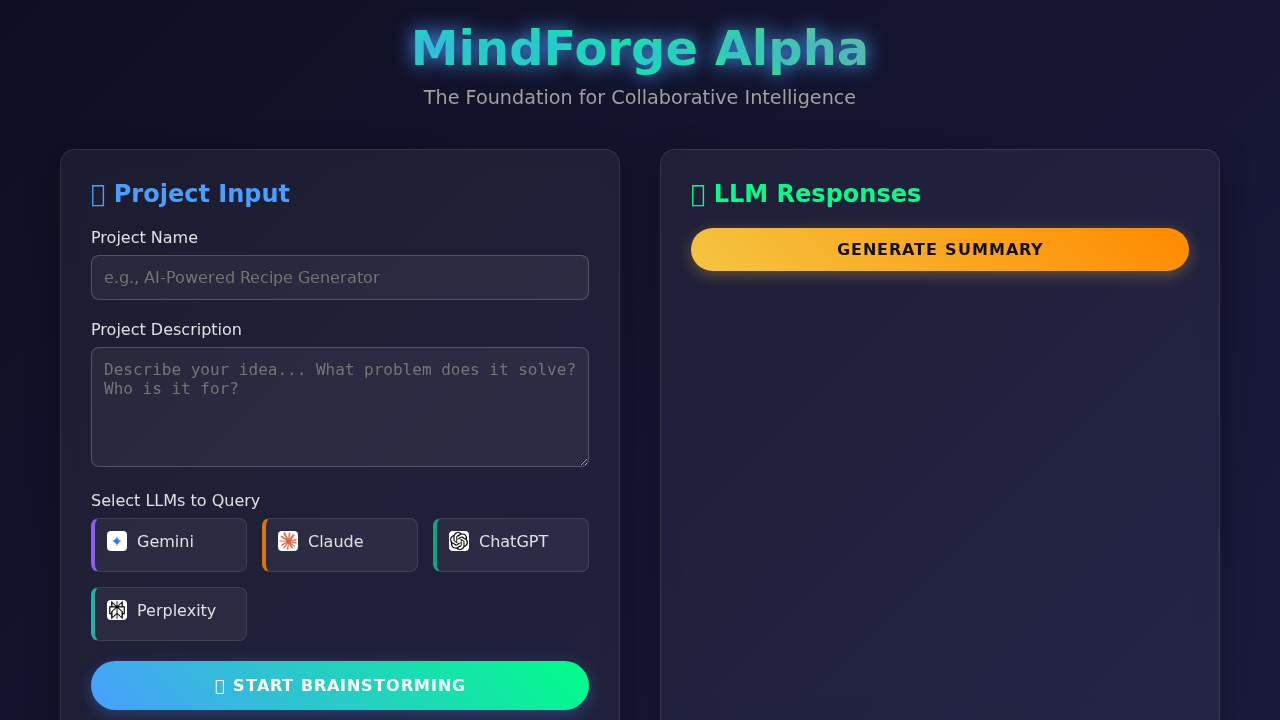 MindForge Alpha
The Foundation for Collaborative Intelligence
Project Input
Project Name
e.g., AI-Powered Recipe Generator
Project Description
Describe your idea... What problem does it solve?
Who is it for?
Select LLMs to Query
Gemini
Claude
ChatGPT
Perplexity
START BRAINSTORMING
LLM Responses
GENERATE SUMMARY